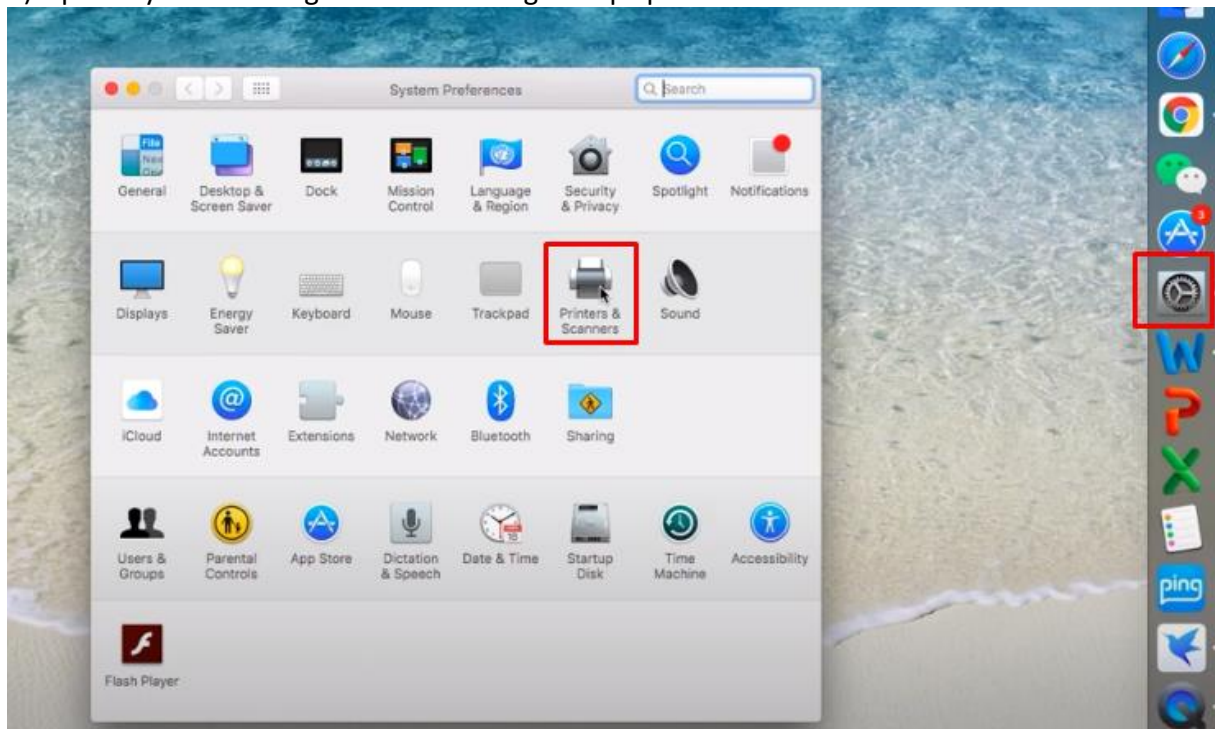 System Preferences
Search
General
Desktop &
Screen Saver
Dock
Mission
Control
Language
& Region
Security
& Privacy
Spotlight
Notifications
Displays
Energy
Saver
Keyboard
Mouse
Trackpad
Printers &
Scanners
Sound
iCloud
Internet
Accounts
Extensions
Network
Bluetooth
Sharing
Users &
Groups
Parental
Controls
App Store
Dictation
& Speech
Date & Time
Startup
Disk
Time
Machine
Accessibility
Flash Player
3
ping